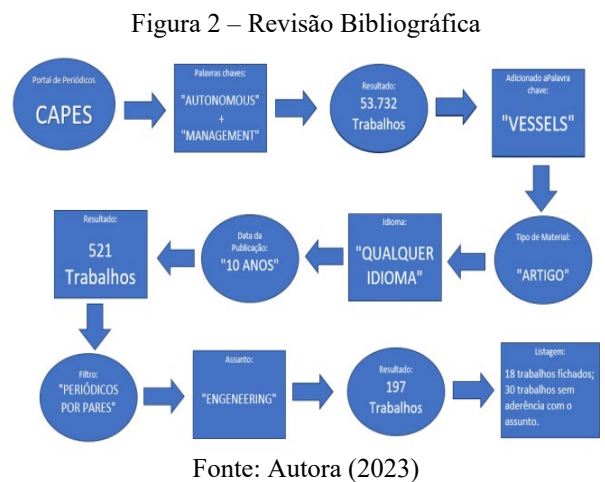 Figura 2 – Revisão Bibliográfica
Portal de Periódicos
CAPES
Palavras chaves:
"AUTONOMOUS"
+
"MANAGEMENT"
Resultado:
53.732
Trabalhos
Adicionado aPalavra
chave:
"VESSELS"
Tipo de Material:
"ARTIGO"
Idioma:
"QUALQUER
IDIOMA"
Data da
Publicação:
"10 ANOS"
Resultado:
521
Trabalhos
Filtro:
"PERIÓDICOS
POR PARES"
Assunto:
"ENGENEERING"
Resultado:
197
Trabalhos
Listagem:
18 trabalhos fichados;
30 trabalhos sem
aderência com o
assunto.
Fonte: Autora (2023)